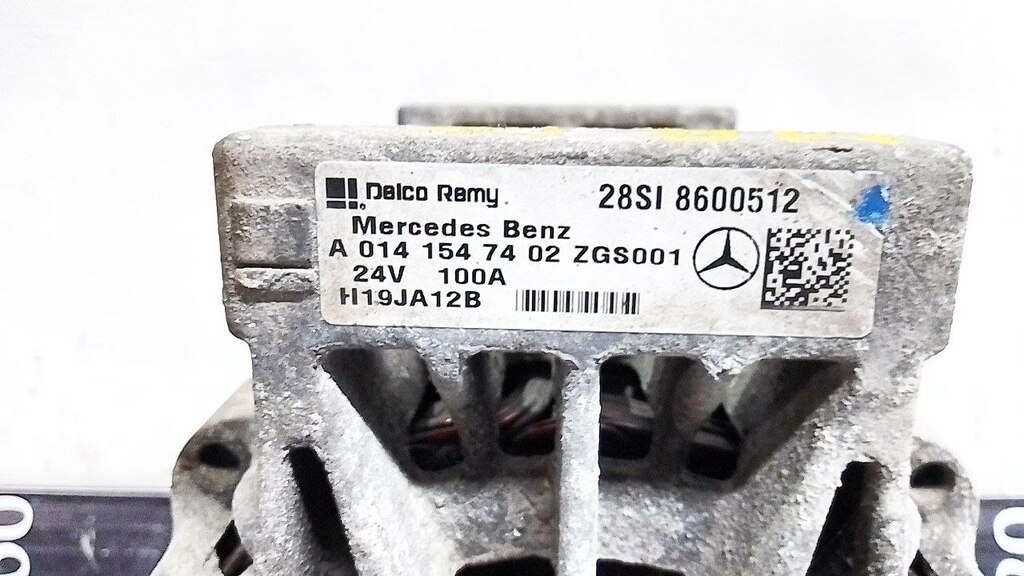 Delco Remy 28SI 8600512
Mercedes Benz
A 014 154 74 02 ZGS001
24V 100A
H19JA12B